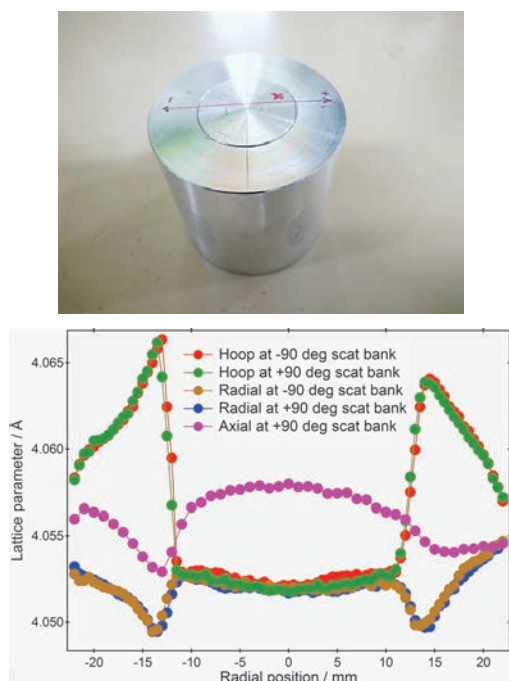 - +
4.065
4.060
4.055
4.050
Lattice parameter / Å
Hoop at -90 deg scat bank
Hoop at +90 deg scat bank
Radial at -90 deg scat bank
Radial at +90 deg scat bank
Axial at +90 deg scat bank
-20 -15 -10 -5 0 5 10 15 20
Radial position / mm